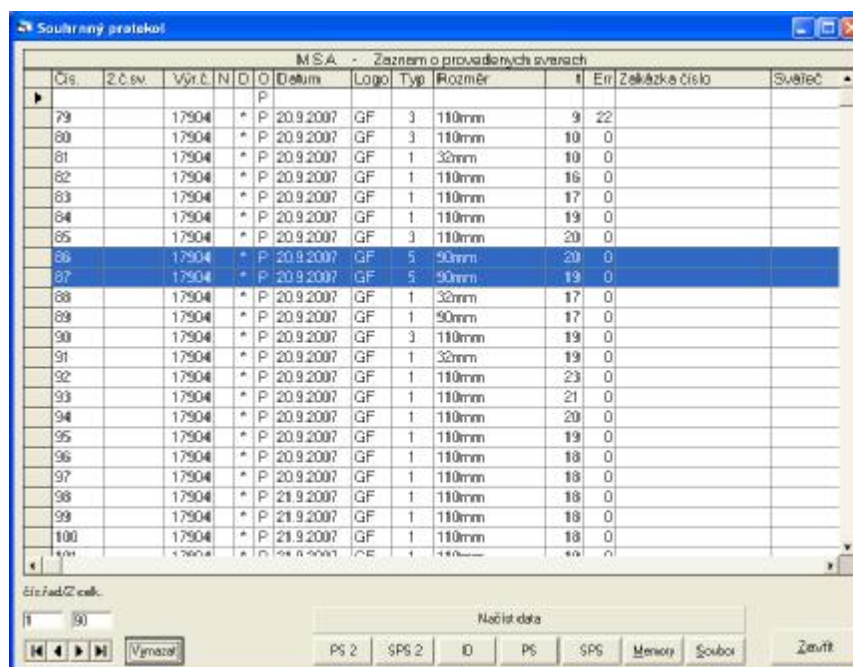 Souhrnný protokol
MSA - Zaznam o provedenych svarech
Čís. Z.č.sv. Výr.č. N D O Datum Logo Typ Rozměr t Err Zakázka číslo Svářeč
P
79 17904 * P 20.9.2007 GF 3 110mm 9 22
80 17904 * P 20.9.2007 GF 3 110mm 10 0
81 17904 * P 20.9.2007 GF 1 32mm 10 0
82 17904 * P 20.9.2007 GF 1 110mm 16 0
83 17904 * P 20.9.2007 GF 1 110mm 17 0
84 17904 * P 20.9.2007 GF 1 110mm 19 0
85 17904 * P 20.9.2007 GF 3 110mm 20 0
86 17904 * P 20.9.2007 GF 5 90mm 20 0
87 17904 * P 20.9.2007 GF 5 90mm 19 0
88 17904 * P 20.9.2007 GF 1 32mm 17 0
89 17904 * P 20.9.2007 GF 1 90mm 17 0
90 17904 * P 20.9.2007 GF 3 110mm 19 0
91 17904 * P 20.9.2007 GF 1 32mm 19 0
92 17904 * P 20.9.2007 GF 1 110mm 23 0
93 17904 * P 20.9.2007 GF 1 110mm 21 0
94 17904 * P 20.9.2007 GF 1 110mm 20 0
95 17904 * P 20.9.2007 GF 1 110mm 19 0
96 17904 * P 20.9.2007 GF 1 110mm 18 0
97 17904 * P 20.9.2007 GF 1 110mm 18 0
98 17904 * P 21.9.2007 GF 1 110mm 18 0
99 17904 * P 21.9.2007 GF 1 110mm 18 0
100 17904 * P 21.9.2007 GF 1 110mm 18 0
čís.řad/Z celk.
1 90
Načíst data
Vymazat PS 2 SPS 2 ID PS SPS Memory Soubor Zavřít